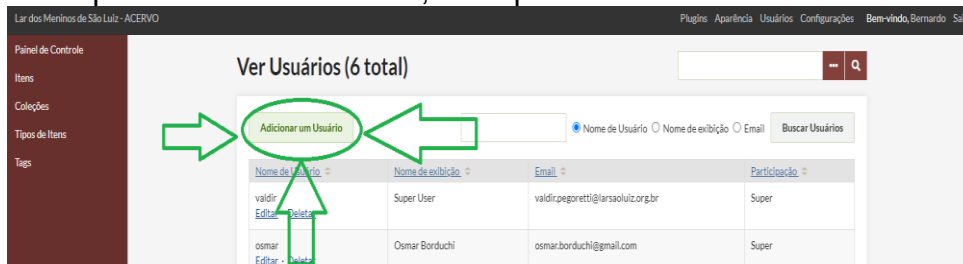 Lar dos Meninos de São Luiz - ACERVO
Plugins Aparência Usuários Configurações Bem-vindo, Bernardo
Painel de Controle
Itens
Coleções
Tipos de Itens
Tags
Ver Usuários (6 total)
Adicionar um Usuário
Nome de Usuário Nome de exibição Email Buscar Usuários
Nome de Usuário Nome de exibição Email Participação
valdir Super User valdir.pegoretti@larsaoluiz.org.br Super
Editar Deletar
osmar Osmar Borduchi osmar.borduchi@gmail.com Super
Editar - Deletar